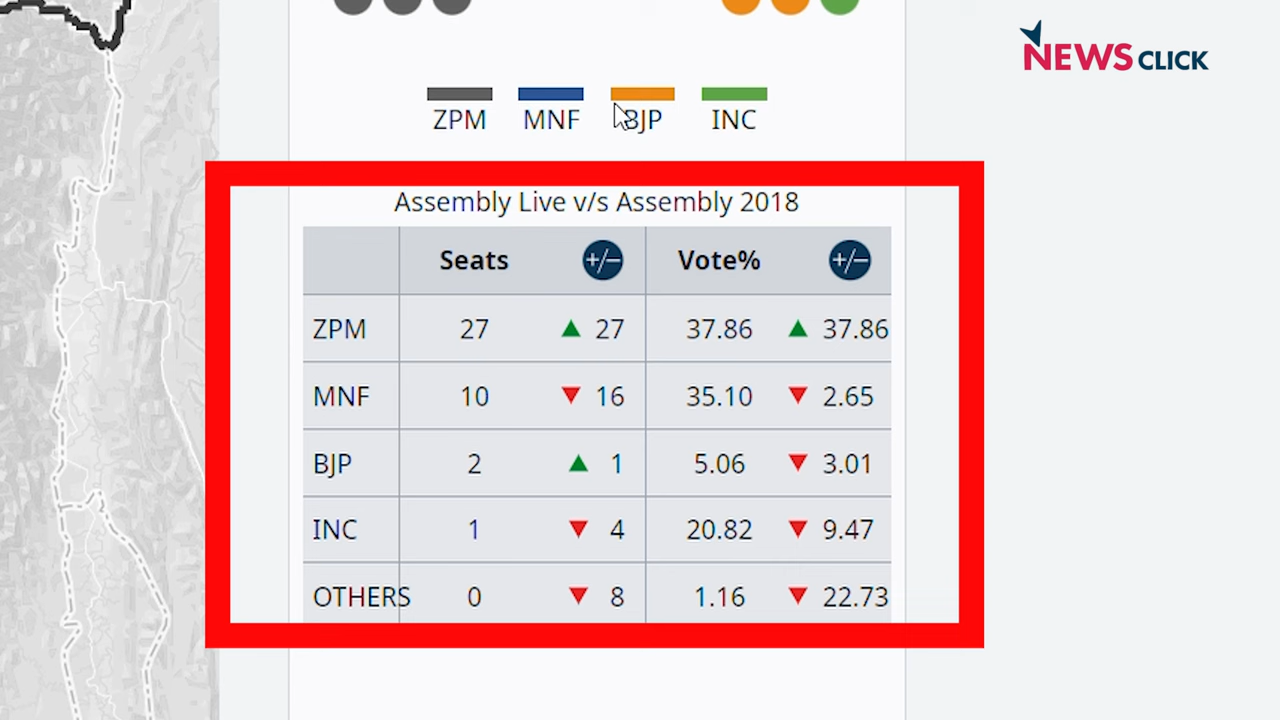 NEWSCLICK
ZPM MNF BJP INC
Assembly Live v/s Assembly 2018
Seats +/- Vote% +/-
ZPM 27 ▲ 27 37.86 ▲ 37.86
MNF 10 ▼ 16 35.10 ▼ 2.65
BJP 2 ▲ 1 5.06 ▼ 3.01
INC 1 ▼ 4 20.82 ▼ 9.47
OTHERS 0 ▼ 8 1.16 ▼ 22.73